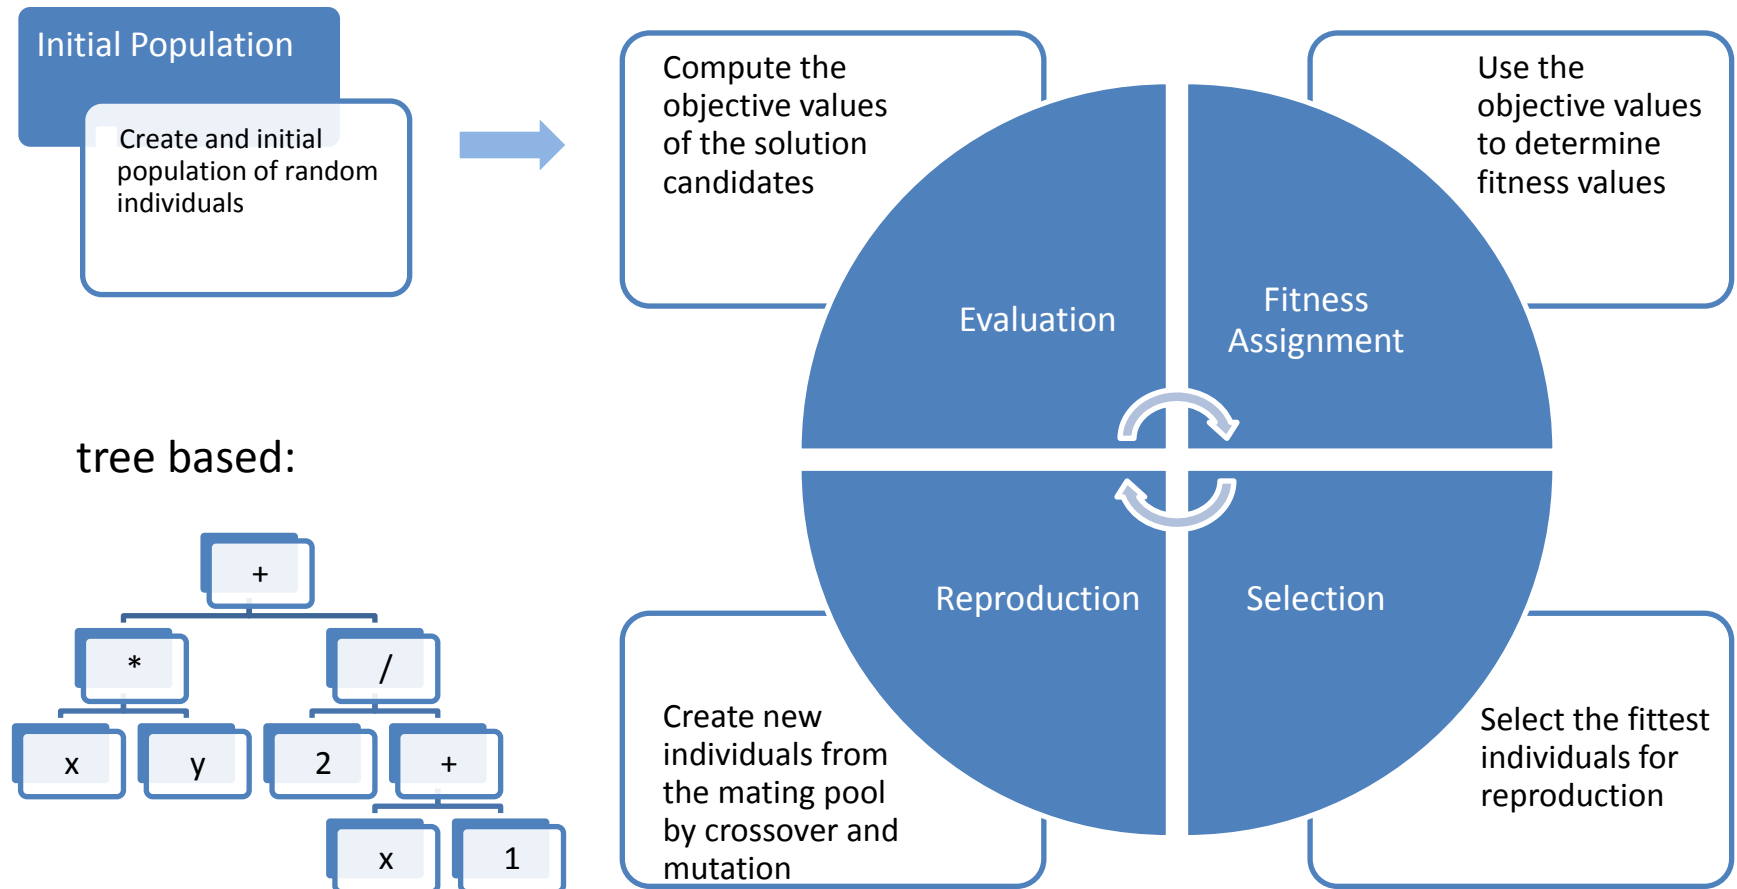 Initial Population
Create and initial
population of random
individuals
Compute the
objective values
of the solution
candidates
Use the
objective values
to determine
fitness values
Evaluation
Fitness
Assignment
Reproduction
Selection
Create new
individuals from
the mating pool
by crossover and
mutation
Select the fittest
individuals for
reproduction
tree based:
+
* /
x y 2 +
x 1